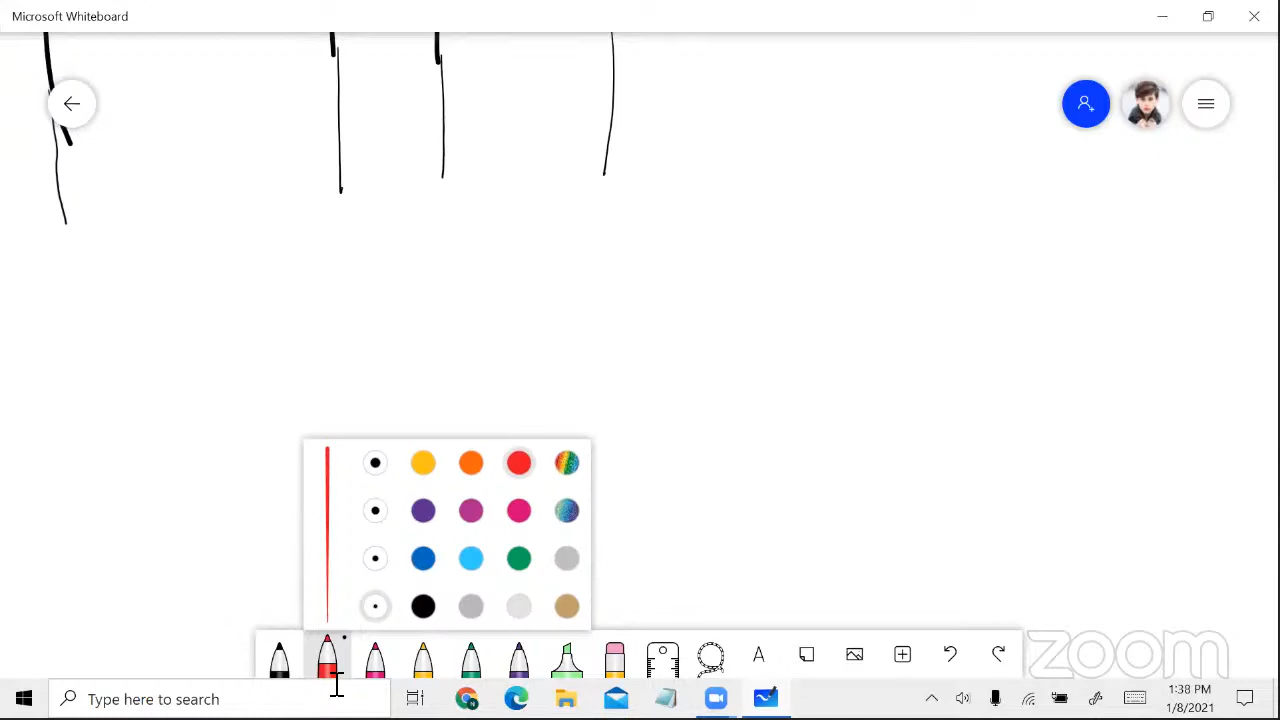 Microsoft Whiteboard
A
zoom
Type here to search
1:38 PM
1/8/2021